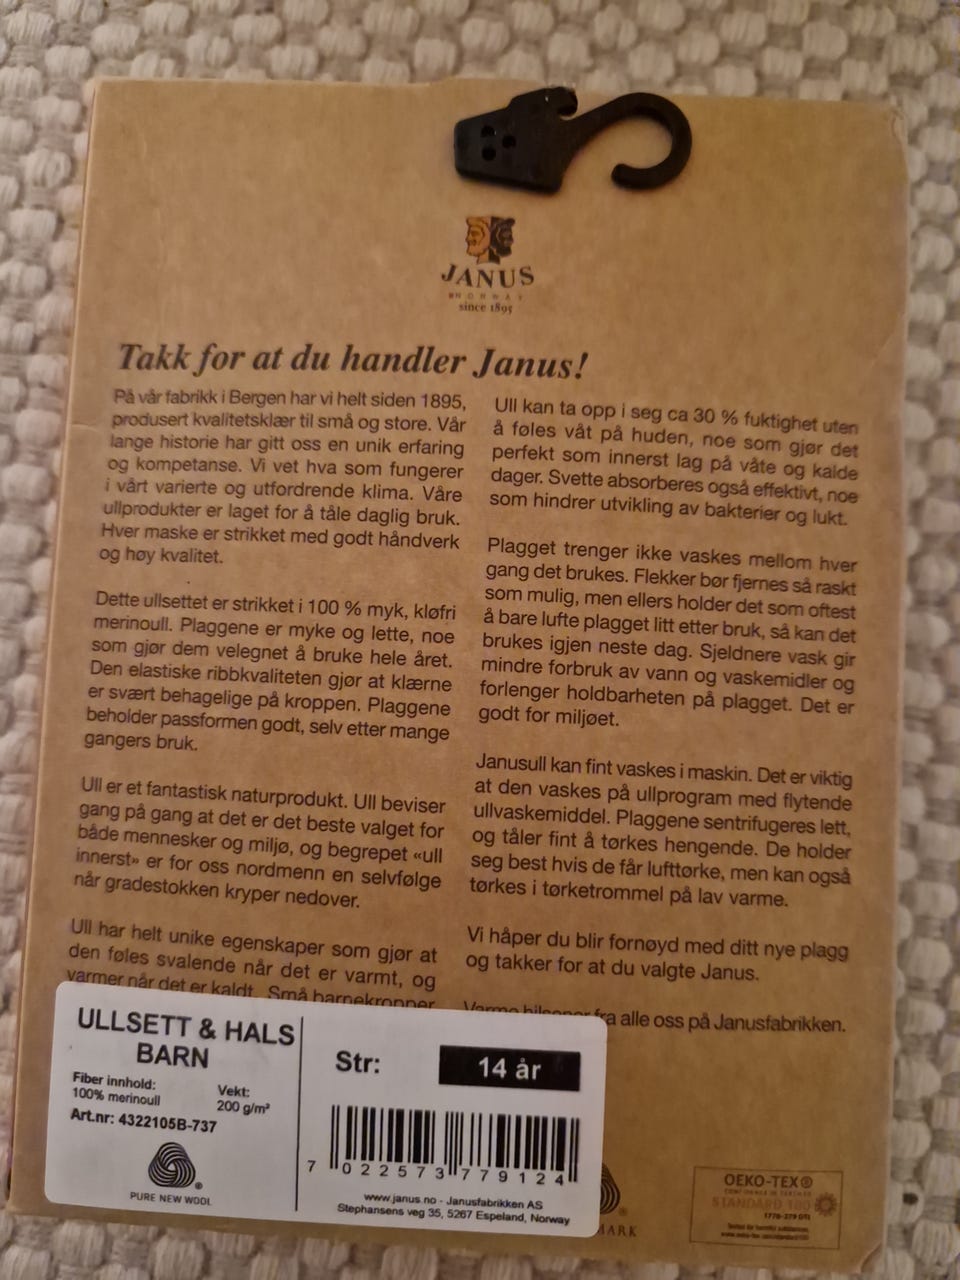 JANUS
NORWAY
since 1895
Takk for at du handler Janus!
På vår fabrikk i Bergen har vi helt siden 1895,
produsert kvalitetsklær til små og store. Vår
lange historie har gitt oss en unik erfaring
og kompetanse. Vi vet hva som fungerer
i vårt varierte og utfordrende klima. Våre
ullprodukter er laget for å tåle daglig bruk.
Hver maske er strikket med godt håndverk
og høy kvalitet.
Dette ullsettet er strikket i 100 % myk, kløfri
merinoull. Plaggene er myke og lette, noe
som gjør dem velegnet å bruke hele året.
Den elastiske ribbkvaliteten gjør at klærne
er svært behagelige på kroppen. Plaggene
beholder passformen godt, selv etter mange
gangers bruk.
Ull er et fantastisk naturprodukt. Ull beviser
gang på gang at det er det beste valget for
både mennesker og miljø, og begrepet «ull
innerst» er for oss nordmenn en selvfølge
når gradestokken kryper nedover.
Ull har helt unike egenskaper som gjør at
den føles svalende når det er varmt, og
varmer når det er kaldt. Små barnekropper
Ull kan ta opp i seg ca 30 % fuktighet uten
å føles våt på huden, noe som gjør det
perfekt som innerst lag på våte og kalde
dager. Svette absorberes også effektivt, noe
som hindrer utvikling av bakterier og lukt.
Plagget trenger ikke vaskes mellom hver
gang det brukes. Flekker bør fjernes så raskt
som mulig, men ellers holder det som oftest
å bare lufte plagget litt etter bruk, så kan det
brukes igjen neste dag. Sjeldnere vask gir
mindre forbruk av vann og vaskemidler og
forlenger holdbarheten på plagget. Det er
godt for miljøet.
Janusull kan fint vaskes i maskin. Det er viktig
at den vaskes på ullprogram med flytende
ullvaskemiddel. Plaggene sentrifugeres lett,
og tåler fint å tørkes hengende. De holder
seg best hvis de får lufttørke, men kan også
tørkes i tørketrommel på lav varme.
Vi håper du blir fornøyd med ditt nye plagg
og takker for at du valgte Janus.
Varme hilsener fra alle oss på Janusfabrikken.
ULLSETT & HALS
BARN
Fiber innhold:
100% merinoull
Vekt:
200 g/m²
Art.nr: 4322105B-737
PURE NEW WOOL
Str: 14 år
7 022573 779124
www.janus.no - Janusfabrikken AS
Stephansens veg 35, 5267 Espeland, Norway
MARK
OEKO-TEX®
CONFIDENCE IN TEXTILES
STANDARD 100
Tested for harmful substances.